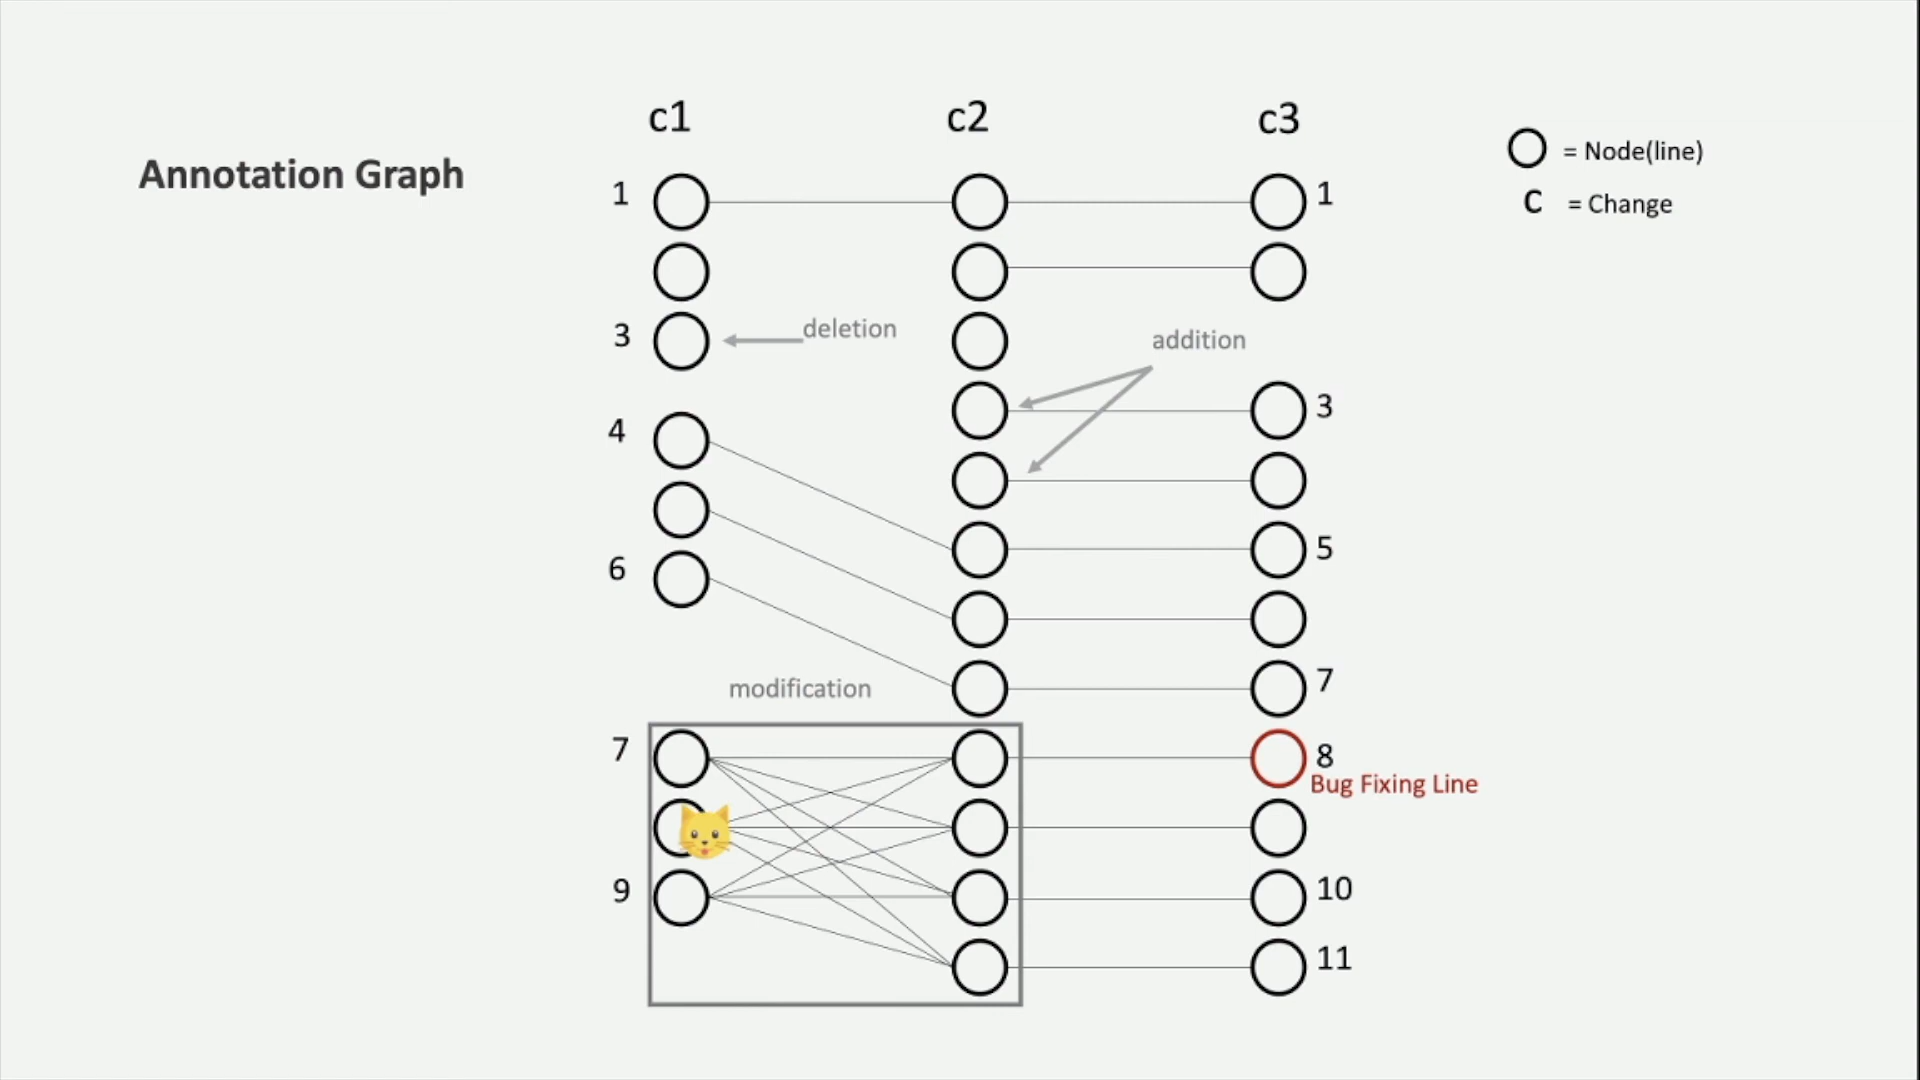 Annotation Graph
c1
c2
c3
= Node(line)
C = Change
1
1
3
deletion
addition
4
3
6
5
modification
7
7
8
Bug Fixing Line
9
10
11